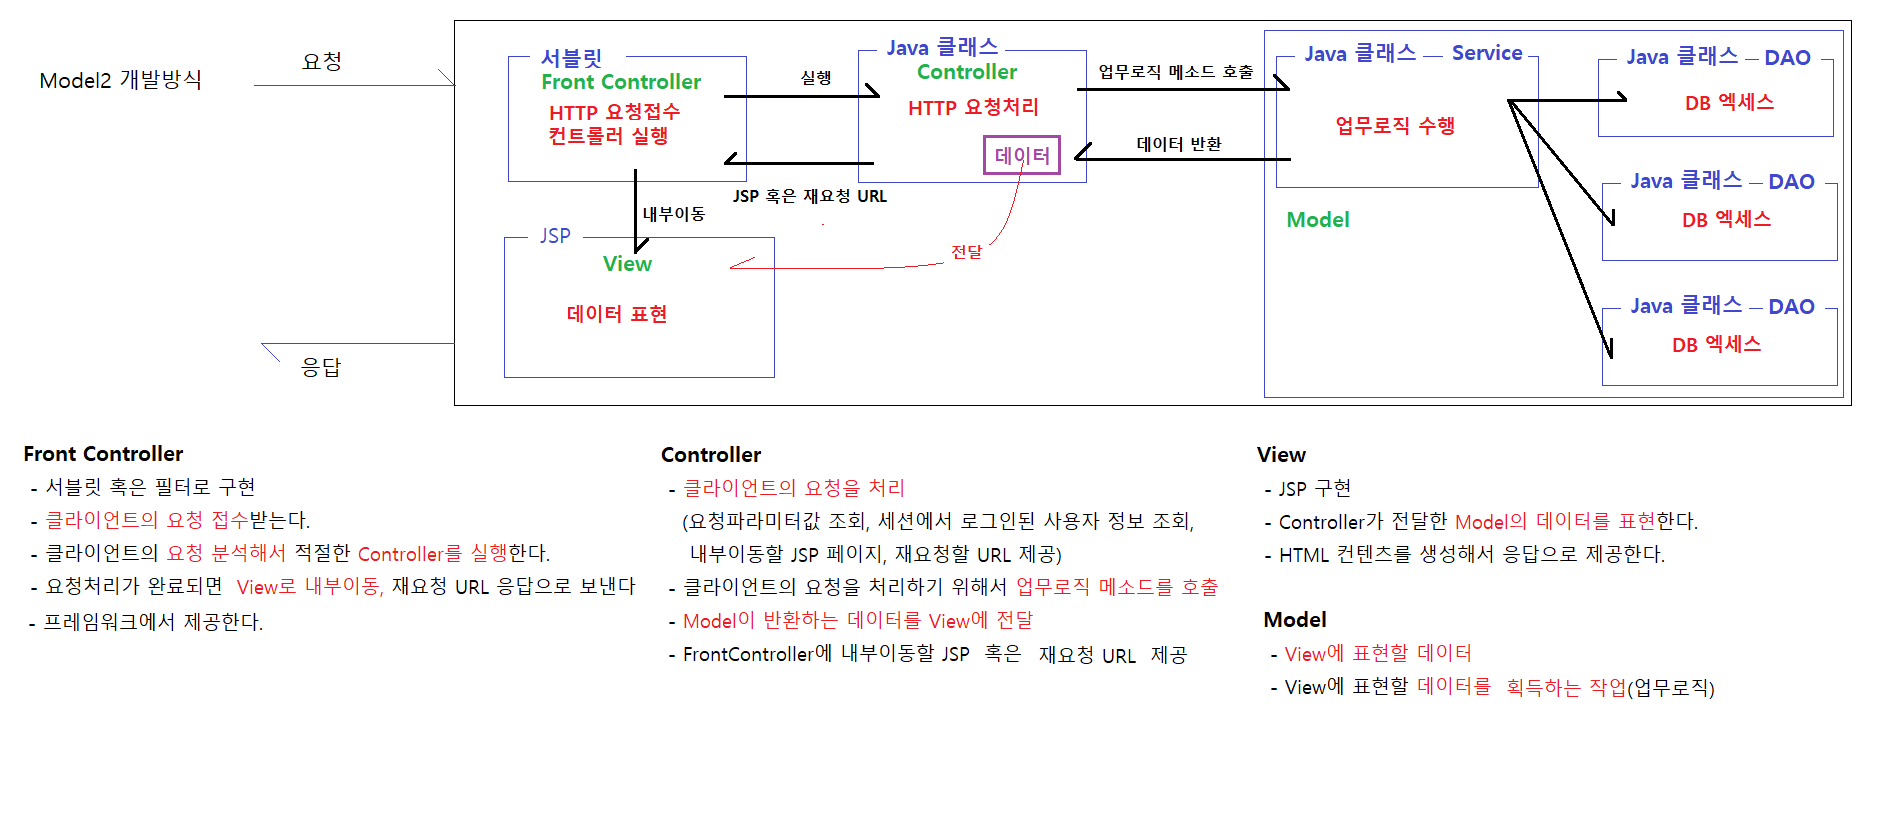 Model2 개발방식
요청
응답
서블릿
Front Controller
HTTP 요청접수
컨트롤러 실행
실행
JSP 혹은 재요청 URL
내부이동
Java 클래스
Controller
HTTP 요청처리
데이터
전달
JSP
View
데이터 표현
업무로직 메소드 호출
데이터 반환
Java 클래스 Service
업무로직 수행
Model
Java 클래스 DAO
DB 엑세스
Java 클래스 DAO
DB 엑세스
Java 클래스 DAO
DB 엑세스
Front Controller
- 서블릿 혹은 필터로 구현
- 클라이언트의 요청 접수받는다.
- 클라이언트의 요청 분석해서 적절한 Controller를 실행한다.
- 요청처리가 완료되면 View로 내부이동, 재요청 URL 응답으로 보낸다
- 프레임워크에서 제공한다.
Controller
- 클라이언트의 요청을 처리
(요청파라미터값 조회, 세션에서 로그인된 사용자 정보 조회,
내부이동할 JSP 페이지, 재요청할 URL 제공)
- 클라이언트의 요청을 처리하기 위해서 업무로직 메소드를 호출
- Model이 반환하는 데이터를 View에 전달
- FrontController에 내부이동할 JSP 혹은 재요청 URL 제공
View
- JSP 구현
- Controller가 전달한 Model의 데이터를 표현한다.
- HTML 컨텐츠를 생성해서 응답으로 제공한다.
Model
- View에 표현할 데이터
- View에 표현할 데이터를 획득하는 작업(업무로직)